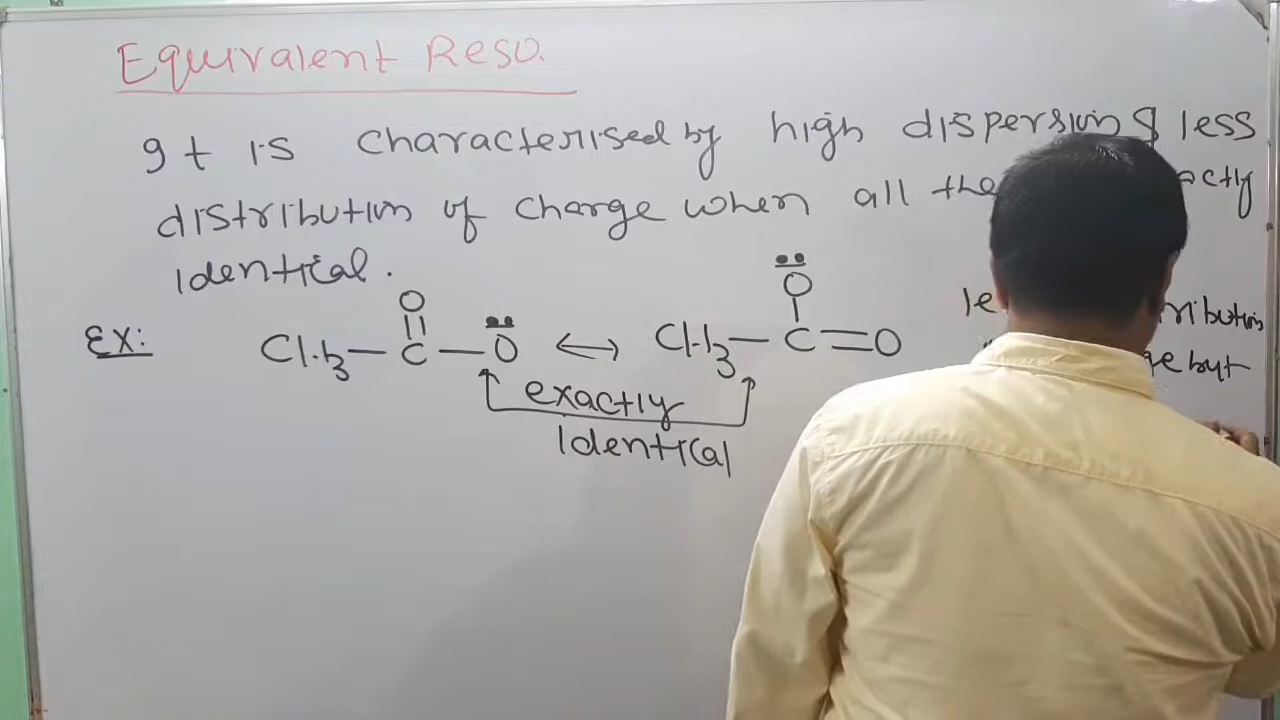 Equivalent Reso.
It is characterised by high dispersion & less
distribution of charge when all the
Identical.
O
O
Ex: CH3 — C — O ↔ CH3 — C = O
exactly
Identical
but